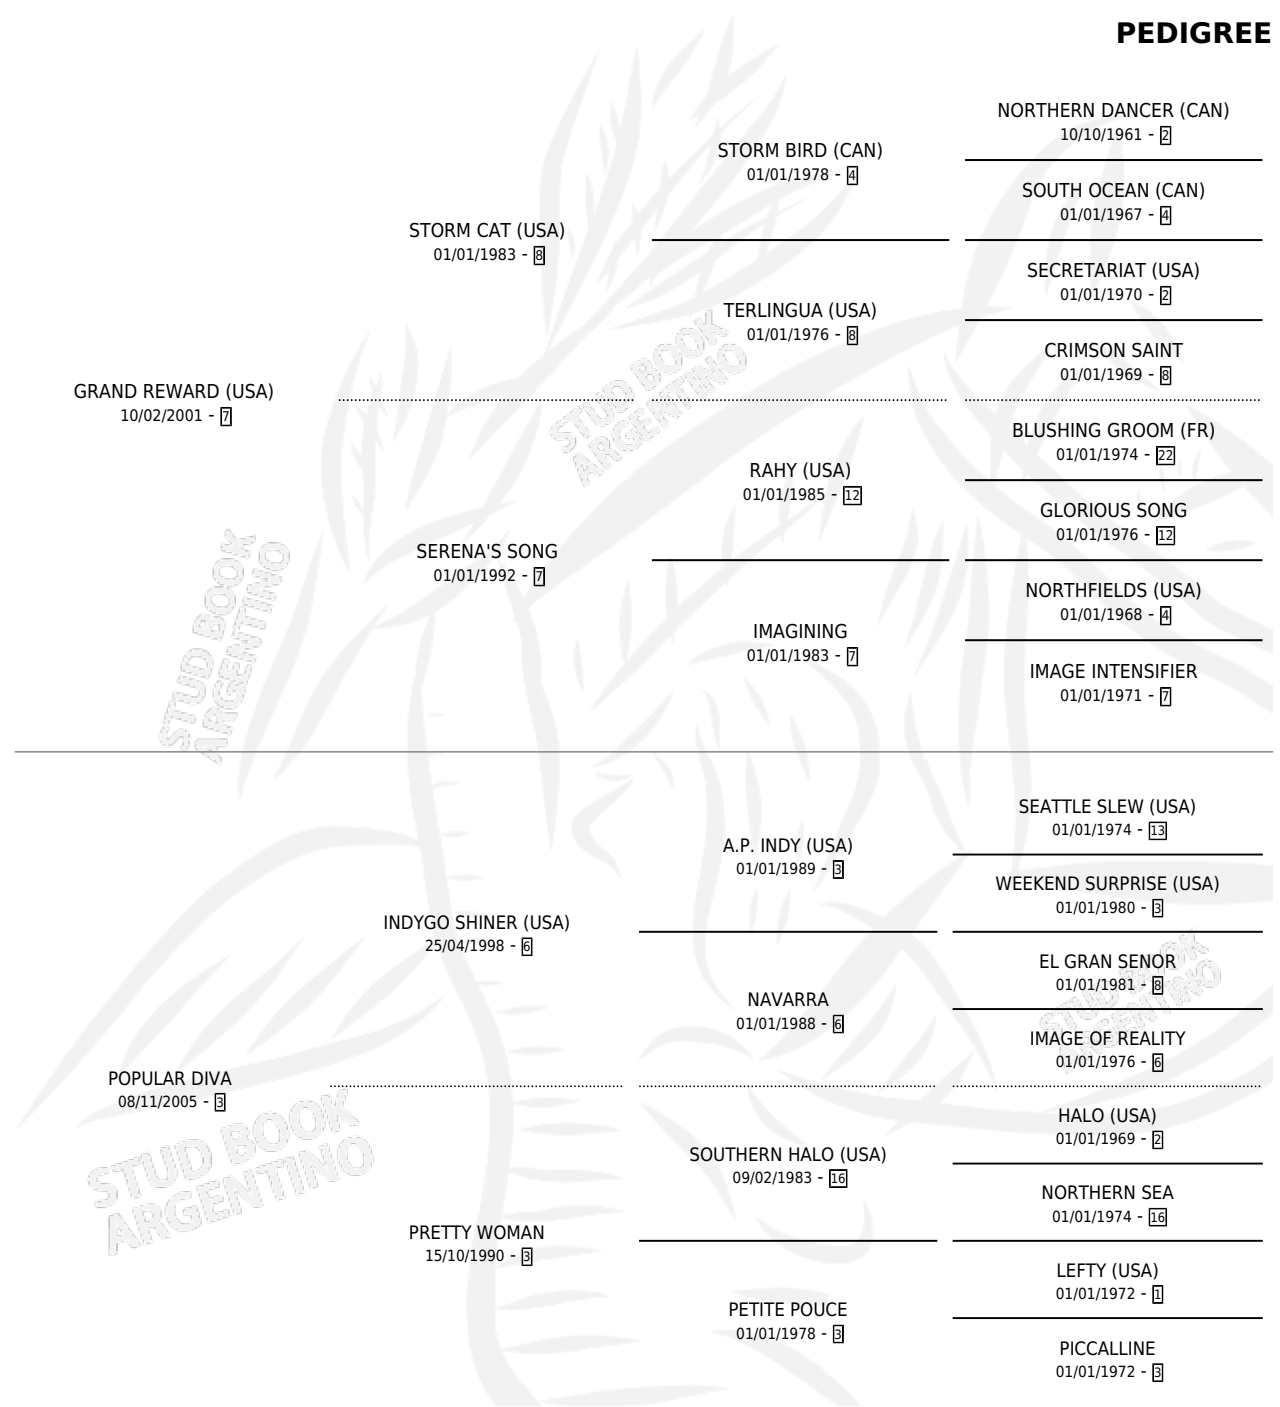 PEDIGREE
NORTHERN DANCER (CAN)
10/10/1961 - 2
STORM BIRD (CAN)
01/01/1978 - 4
SOUTH OCEAN (CAN)
01/01/1967 - 4
STORM CAT (USA)
01/01/1983 - 8
SECRETARIAT (USA)
01/01/1970 - 2
TERLINGUA (USA)
01/01/1976 - 8
CRIMSON SAINT
01/01/1969 - 8
GRAND REWARD (USA)
10/02/2001 - 7
STUD BOOK
ARGENTINO
BLUSHING GROOM (FR)
01/01/1974 - 22
RAHY (USA)
01/01/1985 - 12
GLORIOUS SONG
01/01/1976 - 12
SERENA'S SONG
01/01/1992 - 7
NORTHFIELDS (USA)
01/01/1968 - 4
IMAGINING
01/01/1983 - 7
IMAGE INTENSIFIER
01/01/1971 - 7
STUD BOOK
ARGENTINO
SEATTLE SLEW (USA)
01/01/1974 - 13
A.P. INDY (USA)
01/01/1989 - 3
WEEKEND SURPRISE (USA)
01/01/1980 - 3
INDYGO SHINER (USA)
25/04/1998 - 6
EL GRAN SENOR
01/01/1981 - 8
NAVARRA
01/01/1988 - 6
STUD BOOK
ARGENTINO
IMAGE OF REALITY
01/01/1976 - 6
POPULAR DIVA
08/11/2005 - 3
HALO (USA)
01/01/1969 - 2
SOUTHERN HALO (USA)
09/02/1983 - 16
STUD BOOK
ARGENTINO
NORTHERN SEA
01/01/1974 - 16
PRETTY WOMAN
15/10/1990 - 3
LEFTY (USA)
01/01/1972 - 1
PETITE POUCE
01/01/1978 - 3
PICCALLINE
01/01/1972 - 3